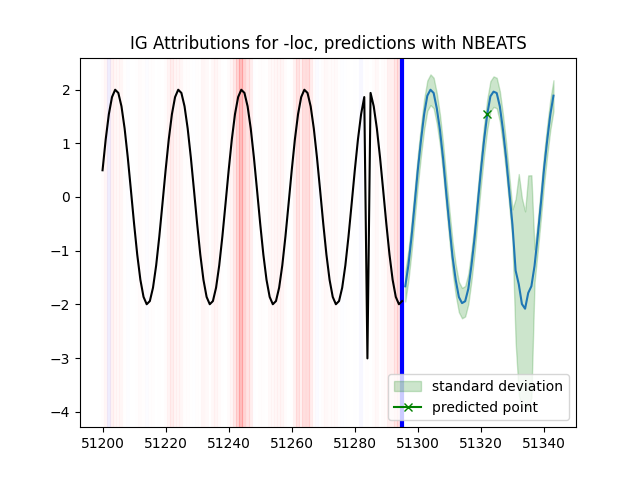 IG Attributions for -loc, predictions with NBEATS
2
1
0
−1
−2
−3
−4
standard deviation
predicted point
51200 51220 51240 51260 51280 51300 51320 51340